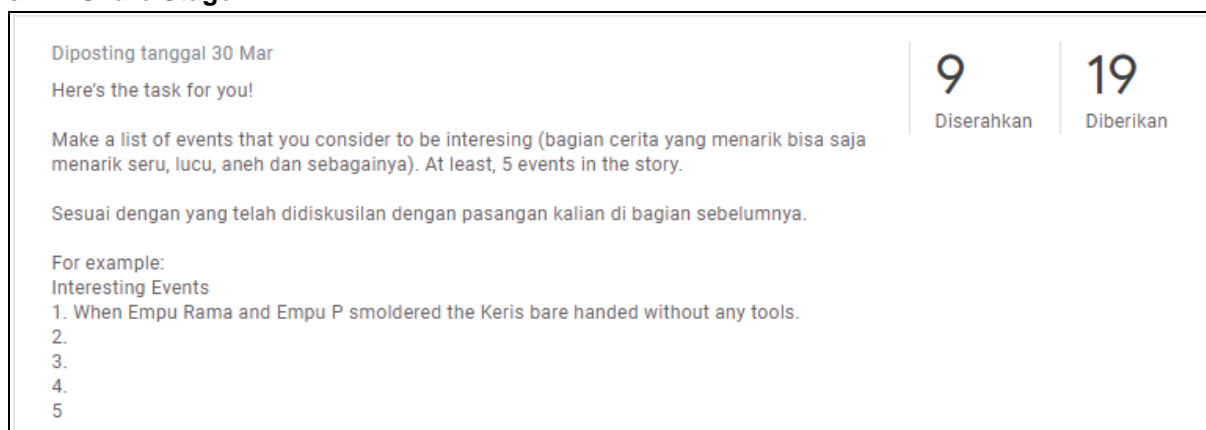 Diposting tanggal 30 Mar
Here's the task for you!
Make a list of events that you consider to be interesing (bagian cerita yang menarik bisa saja
menarik seru, lucu, aneh dan sebagainya). At least, 5 events in the story.
Sesuai dengan yang telah didiskusilan dengan pasangan kalian di bagian sebelumnya.
For example:
Interesting Events
1. When Empu Rama and Empu P smoldered the Keris bare handed without any tools.
2.
3.
4.
5
9
Diserahkan
19
Diberikan